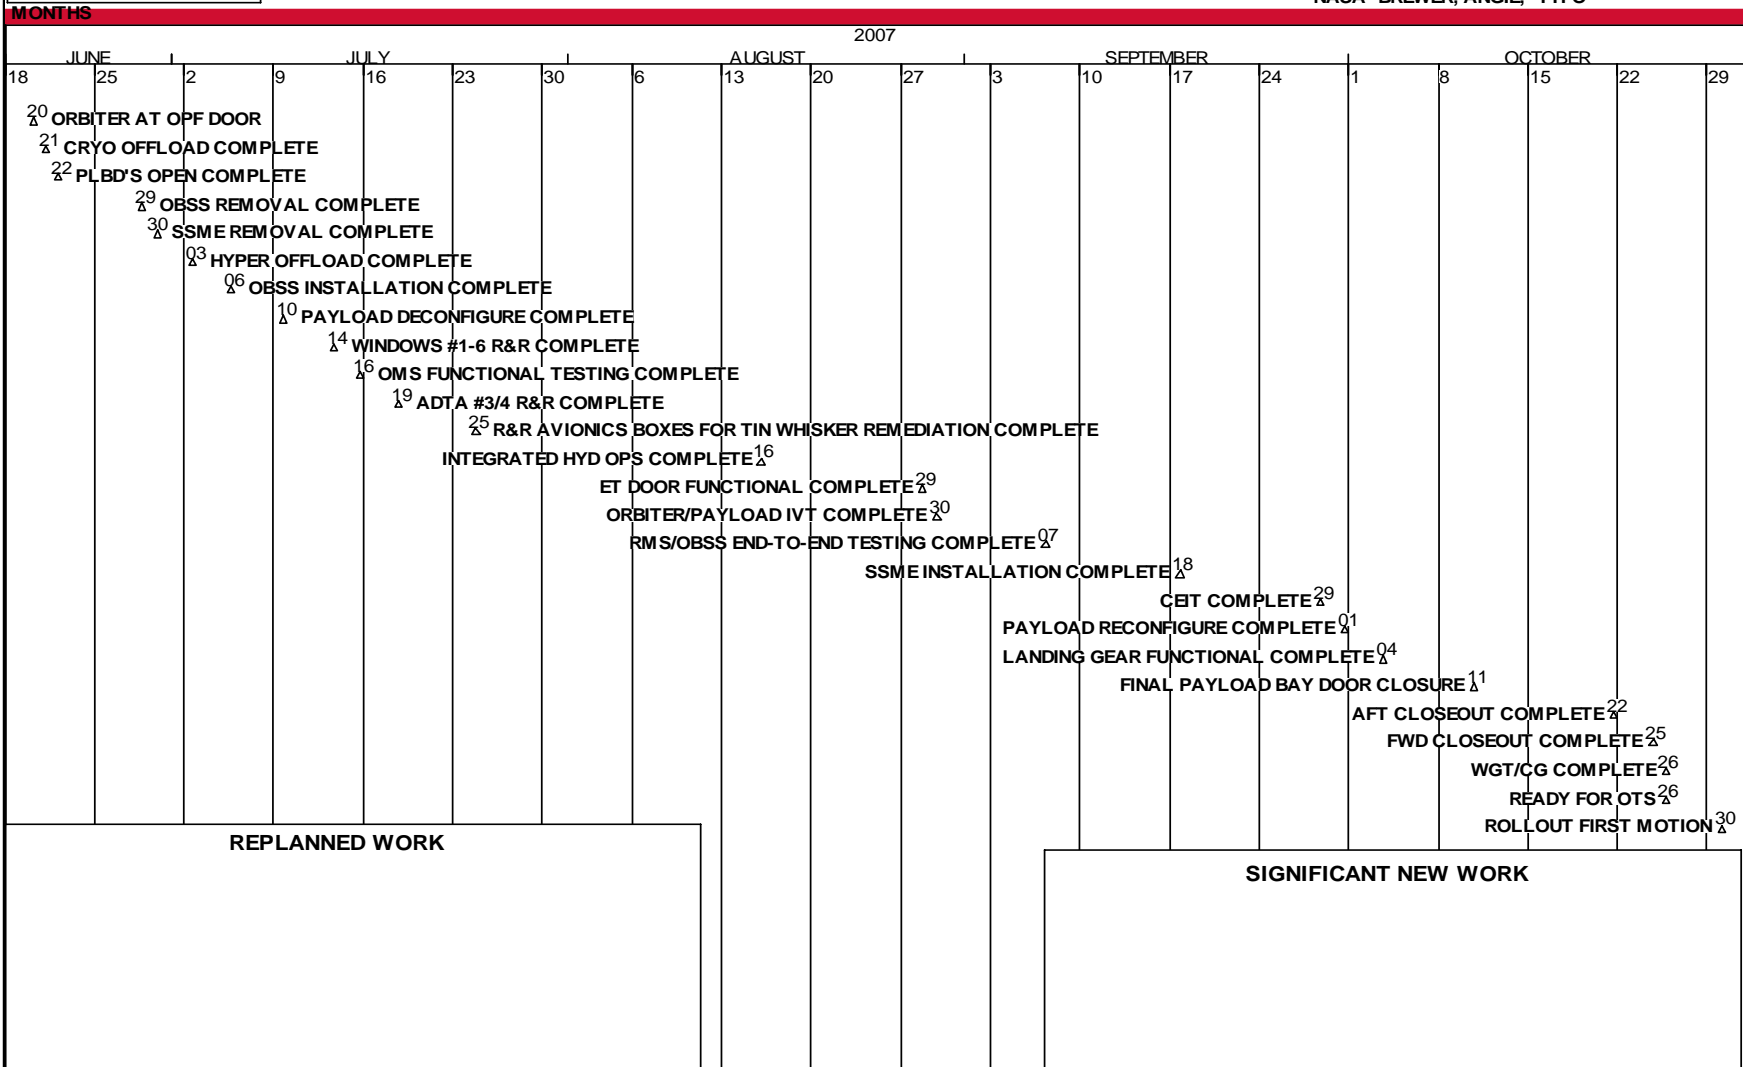 MONTHS
2007
JUNE JULY AUGUST SEPTEMBER OCTOBER
18 25 2 9 16 23 30 6 13 20 27 3 10 17 24 1 8 15 22 29
20 ORBITER AT OPF DOOR
21 CRYO OFFLOAD COMPLETE
22 PLBD'S OPEN COMPLETE
29 OBSS REMOVAL COMPLETE
30 SSME REMOVAL COMPLETE
03 HYPER OFFLOAD COMPLETE
06 OBSS INSTALLATION COMPLETE
10 PAYLOAD DECONFIGURE COMPLETE
14 WINDOWS #1-6 R&R COMPLETE
16 OMS FUNCTIONAL TESTING COMPLETE
19 ADTA #3/4 R&R COMPLETE
25 R&R AVIONICS BOXES FOR TIN WHISKER REMEDIATION COMPLETE
INTEGRATED HYD OPS COMPLETE 16
ET DOOR FUNCTIONAL COMPLETE 29
ORBITER/PAYLOAD IVT COMPLETE 30
RMS/OBSS END-TO-END TESTING COMPLETE 07
SSME INSTALLATION COMPLETE 18
CEIT COMPLETE 29
PAYLOAD RECONFIGURE COMPLETE 01
LANDING GEAR FUNCTIONAL COMPLETE 04
FINAL PAYLOAD BAY DOOR CLOSURE 11
AFT CLOSEOUT COMPLETE 22
FWD CLOSEOUT COMPLETE 25
WGT/CG COMPLETE 26
READY FOR OTS 26
ROLLOUT FIRST MOTION 30
REPLANNED WORK
SIGNIFICANT NEW WORK